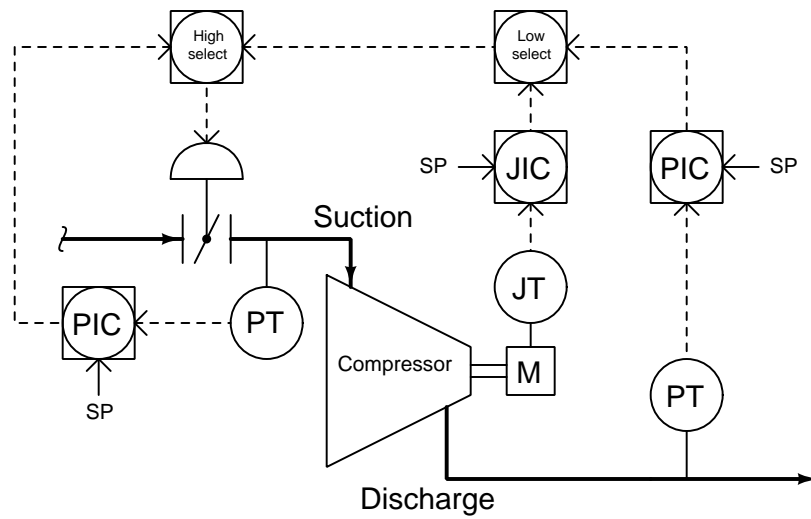 High
select
Low
select
SP
JIC
PIC
SP
Suction
JT
PIC
PT
Compressor
M
PT
SP
Discharge